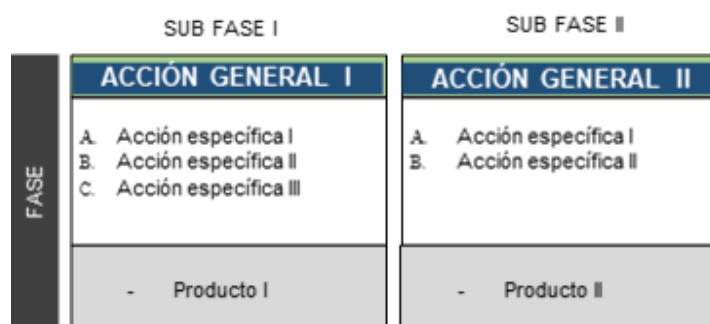 SUB FASE I
SUB FASE II
FASE
ACCIÓN GENERAL I
A. Acción específica I
B. Acción específica II
C. Acción específica III
- Producto I
ACCIÓN GENERAL II
A. Acción específica I
B. Acción específica II
- Producto II